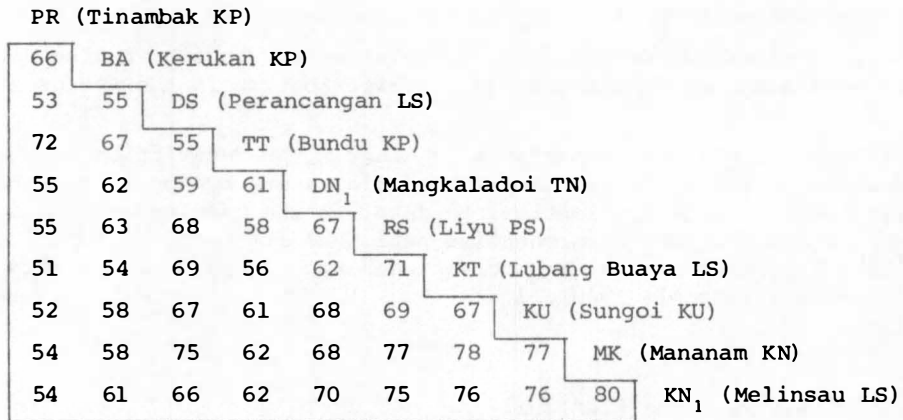 PR (Tinambak KP)
66 BA (Kerukan KP)
53 55 DS (Perancangan LS)
72 67 55 TT (Bundu KP)
55 62 59 61 DN₁ (Mangkaladoi TN)
55 63 68 58 67 RS (Liyu PS)
51 54 69 56 62 71 KT (Lubang Buaya LS)
52 58 67 61 68 69 67 KU (Sungoi KU)
54 58 75 62 68 77 78 77 MK (Mananam KN)
54 61 66 62 70 75 76 76 80 KN₁ (Melinsau LS)